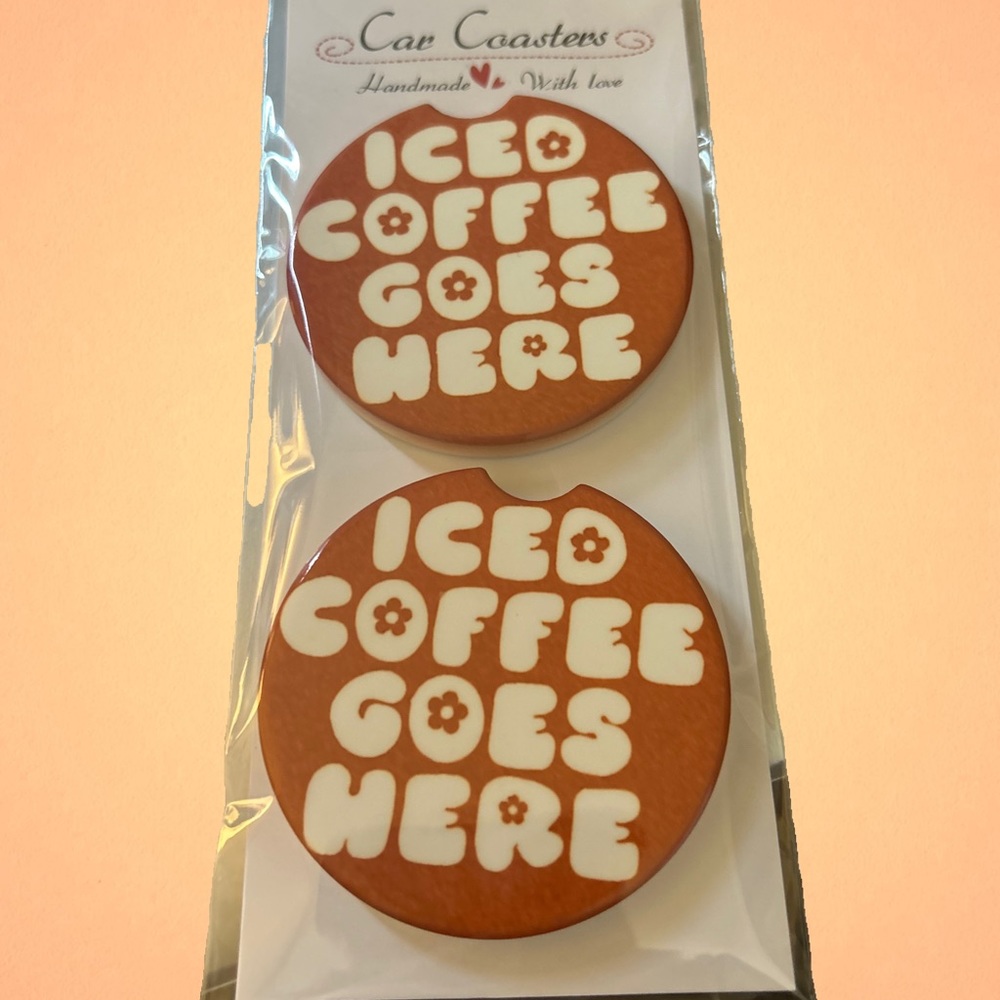 Car Coasters
Handmade With love
ICED
COFFEE
GOES
HERE
ICED
COFFEE
GOES
HERE